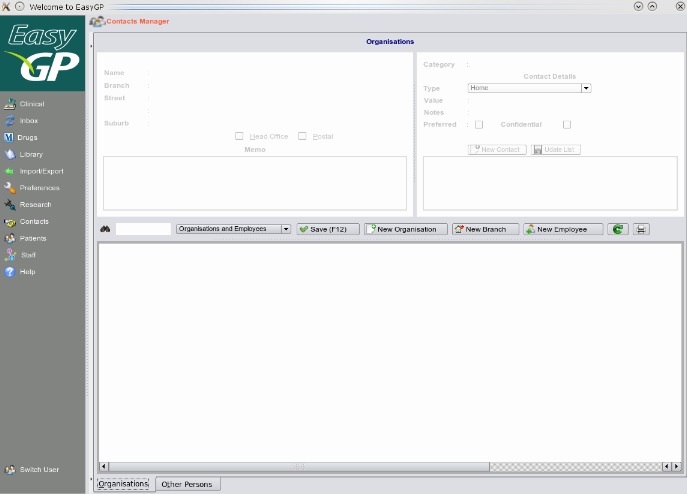 Welcome to EasyGP
Easy
GP
Contacts Manager
Organisations
Name
Branch :
Street :
:
Suburb :
Head Office Postal
Memo
Category :
Contact Details
Type Home
Value :
Notes :
Preferred : Confidential
New Contact Udate List
Organisations and Employees Save (F12) New Organisation New Branch New Employee
Clinical
Inbox
Drugs
Library
Import/Export
Preferences
Research
Contacts
Patients
Staff
Help
Switch User
Organisations Other Persons